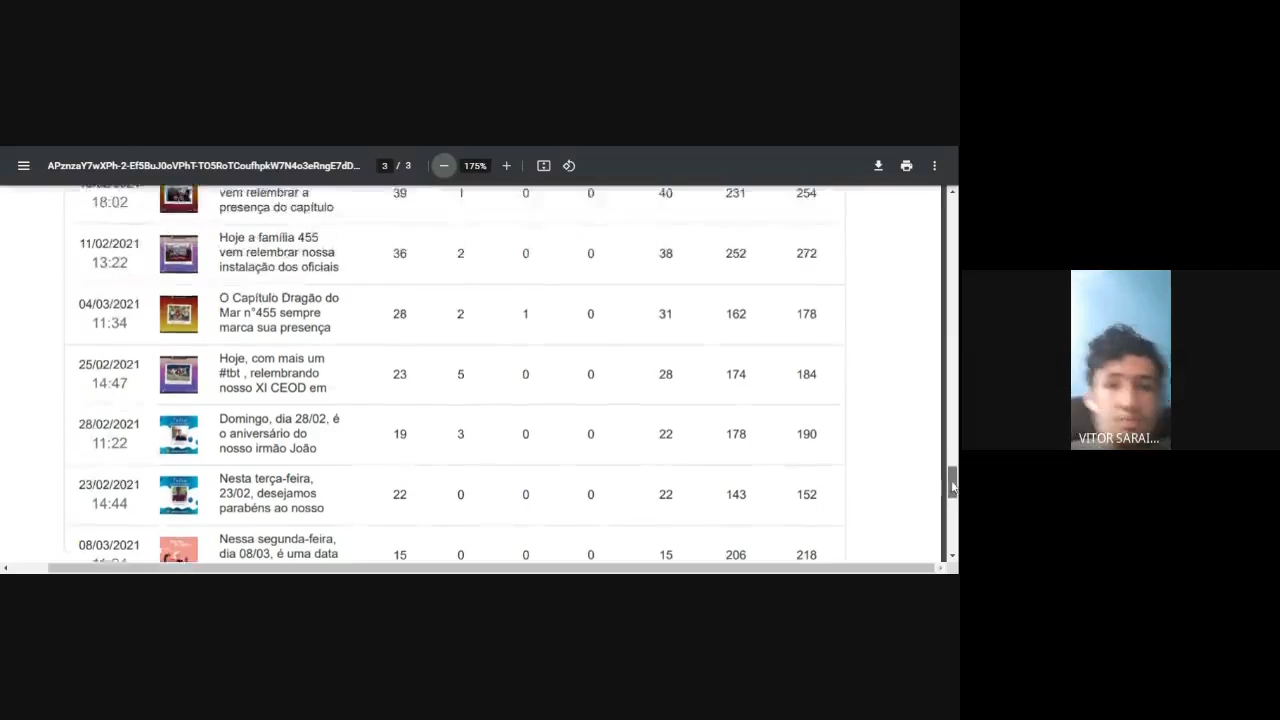 APznzaY7wXPh-2-Ef5BuJ0oVPhT-TO5RoTCoufhpkW7N4o3eRngE7dD... 3 / 3 175%
18:02 vem relembrar a presença do capítulo 39 1 0 0 40 231 254
11/02/2021 13:22 Hoje a família 455 vem relembrar nossa instalação dos oficiais 36 2 0 0 38 252 272
04/03/2021 11:34 O Capítulo Dragão do Mar n°455 sempre marca sua presença 28 2 1 0 31 162 178
25/02/2021 14:47 Hoje, com mais um #tbt , relembrando nosso XI CEOD em 23 5 0 0 28 174 184
28/02/2021 11:22 Domingo, dia 28/02, é o aniversário do nosso irmão João 19 3 0 0 22 178 190
23/02/2021 14:44 Nesta terça-feira, 23/02, desejamos parabéns ao nosso 22 0 0 0 22 143 152
08/03/2021 Nessa segunda-feira, dia 08/03, é uma data 15 0 0 0 15 206 218
VITOR SARAI...